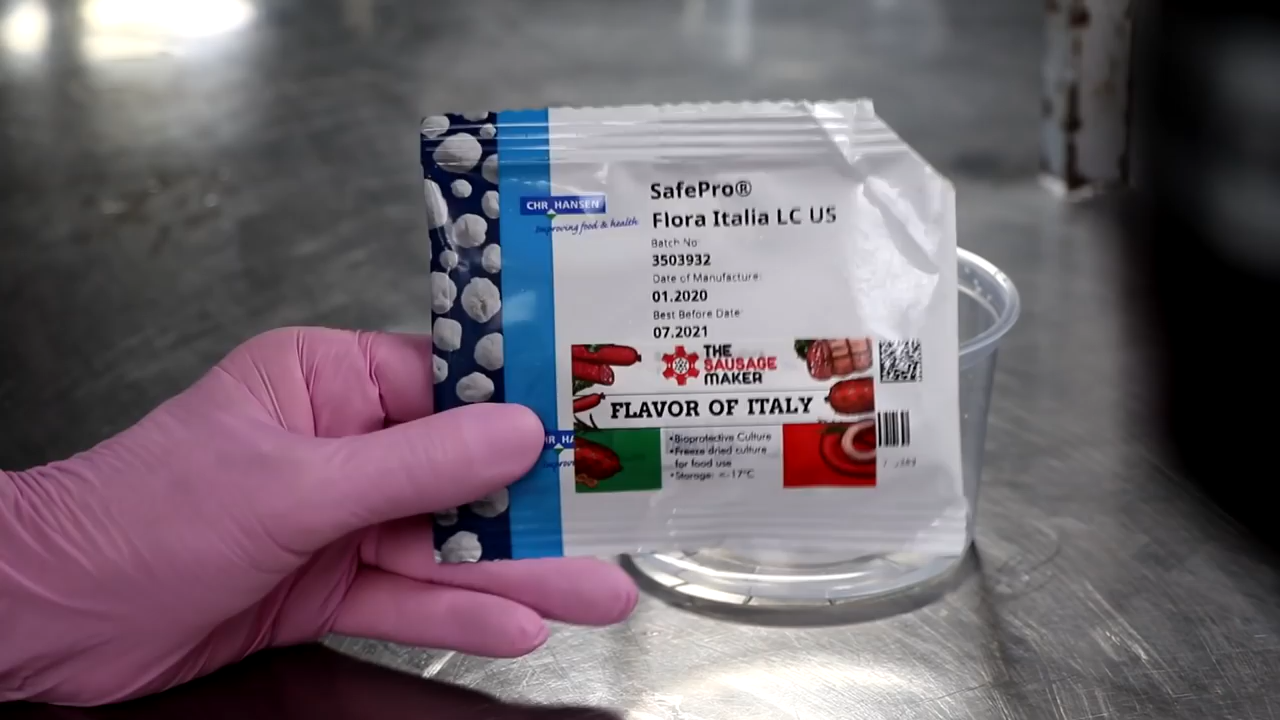 CHR HANSEN
Improving food & health
SafePro®
Flora Italia LC US
Batch No
3503932
Date of Manufacture:
01.2020
Best Before Date:
07.2021
THE
SAUSAGE
MAKER
FLAVOR OF ITALY
•Bioprotective Culture
•Freeze dried culture
for food use
•Storage: <-17°C
R HA